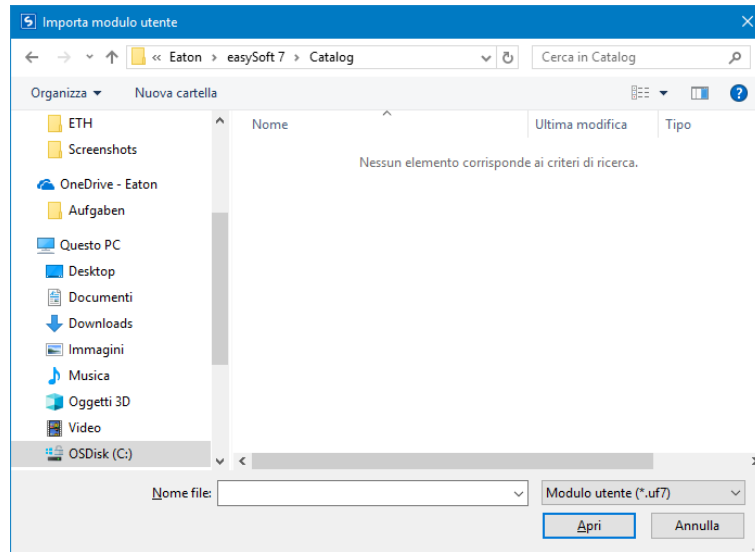 Importa modulo utente
« Eaton › easySoft 7 › Catalog
Cerca in Catalog
Organizza
Nuova cartella
ETH
Screenshots
OneDrive - Eaton
Aufgaben
Questo PC
Desktop
Documenti
Downloads
Immagini
Musica
Oggetti 3D
Video
OSDisk (C:)
Nome
Ultima modifica
Tipo
Nessun elemento corrisponde ai criteri di ricerca.
Nome file:
Modulo utente (*.uf7)
Apri
Annulla